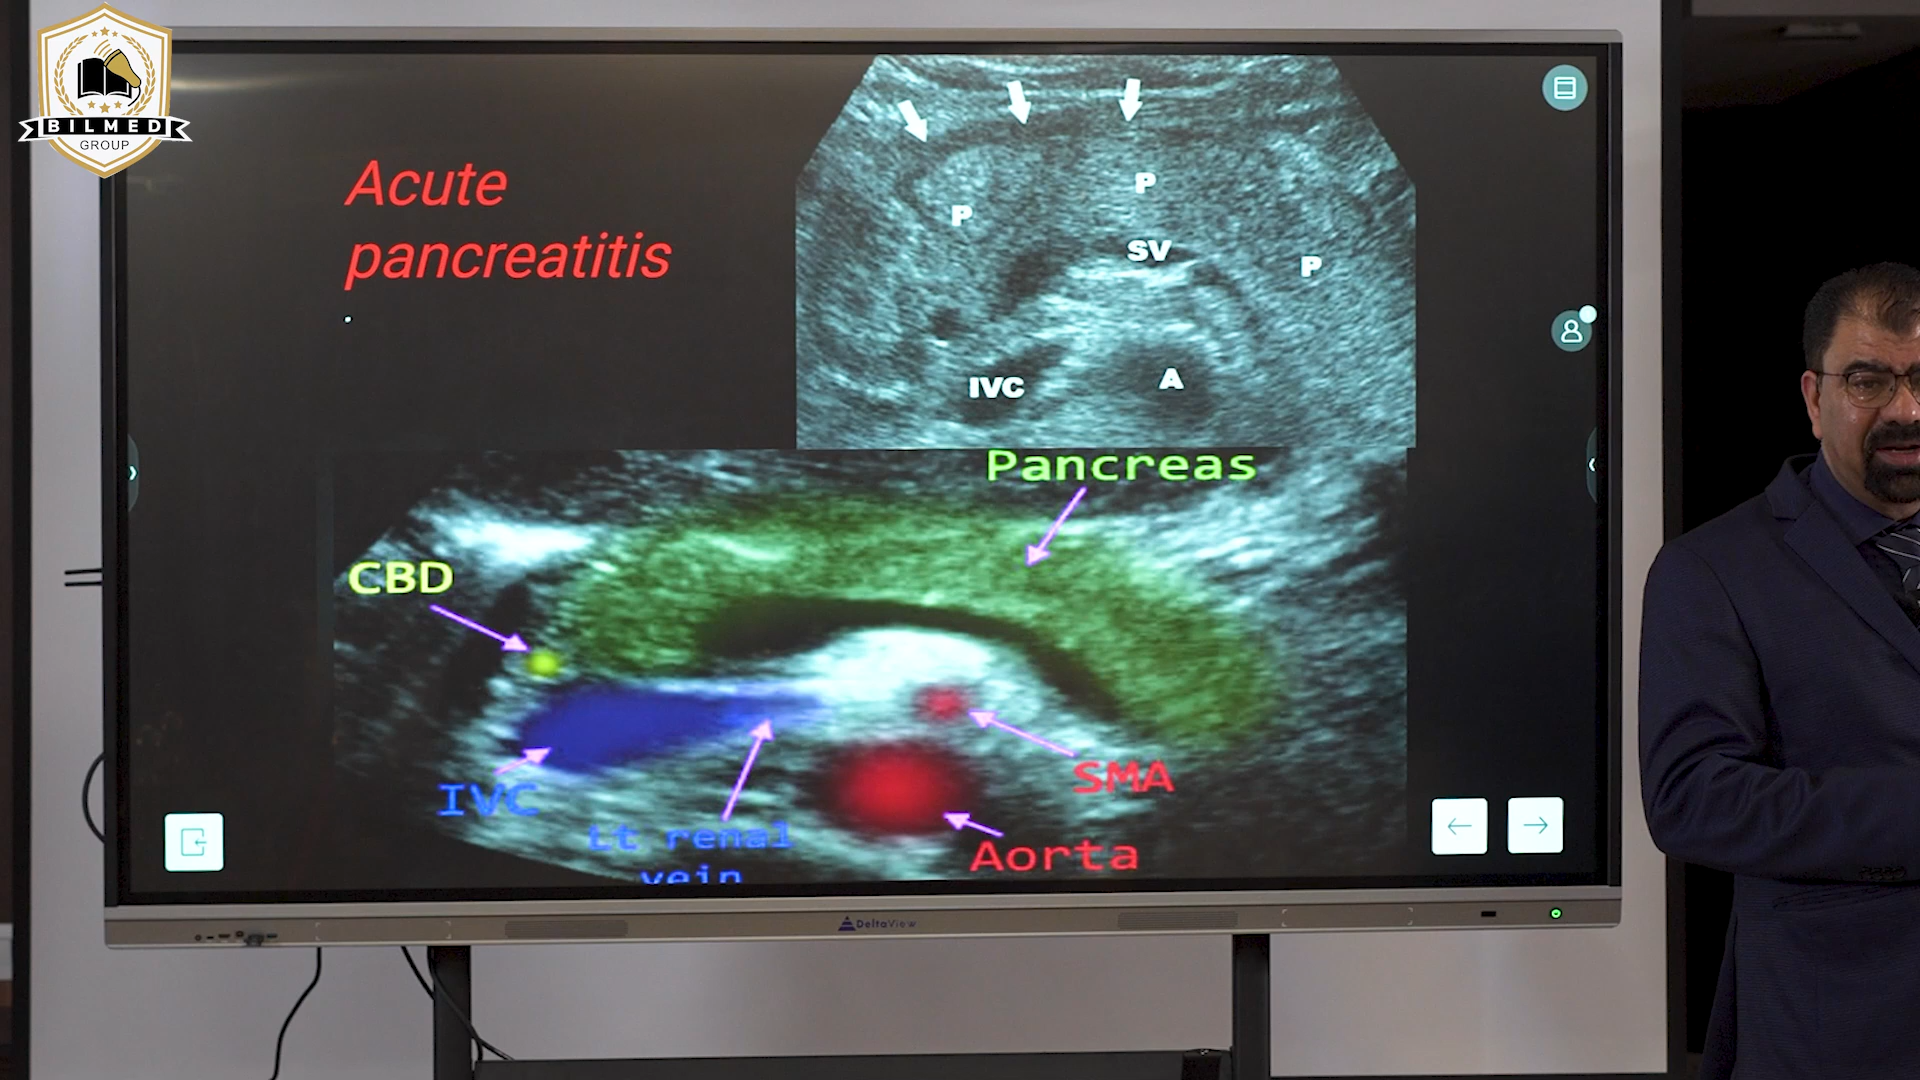 BILMED
GROUP
Acute
pancreatitis
P
P
SV
P
IVC
A
Pancreas
CBD
IVC
SMA
Lt renal
vein
Aorta
DeltaView